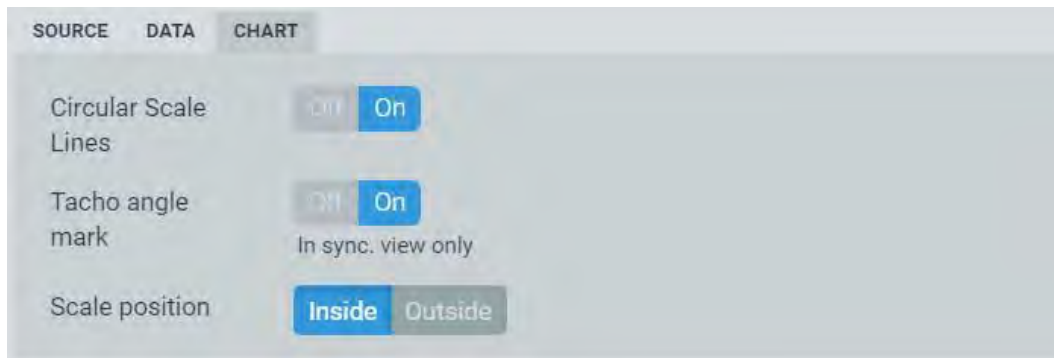 SOURCE DATA CHART
Circular Scale Off On
Lines
Tacho angle Off On
mark
In sync. view only
Scale position Inside Outside